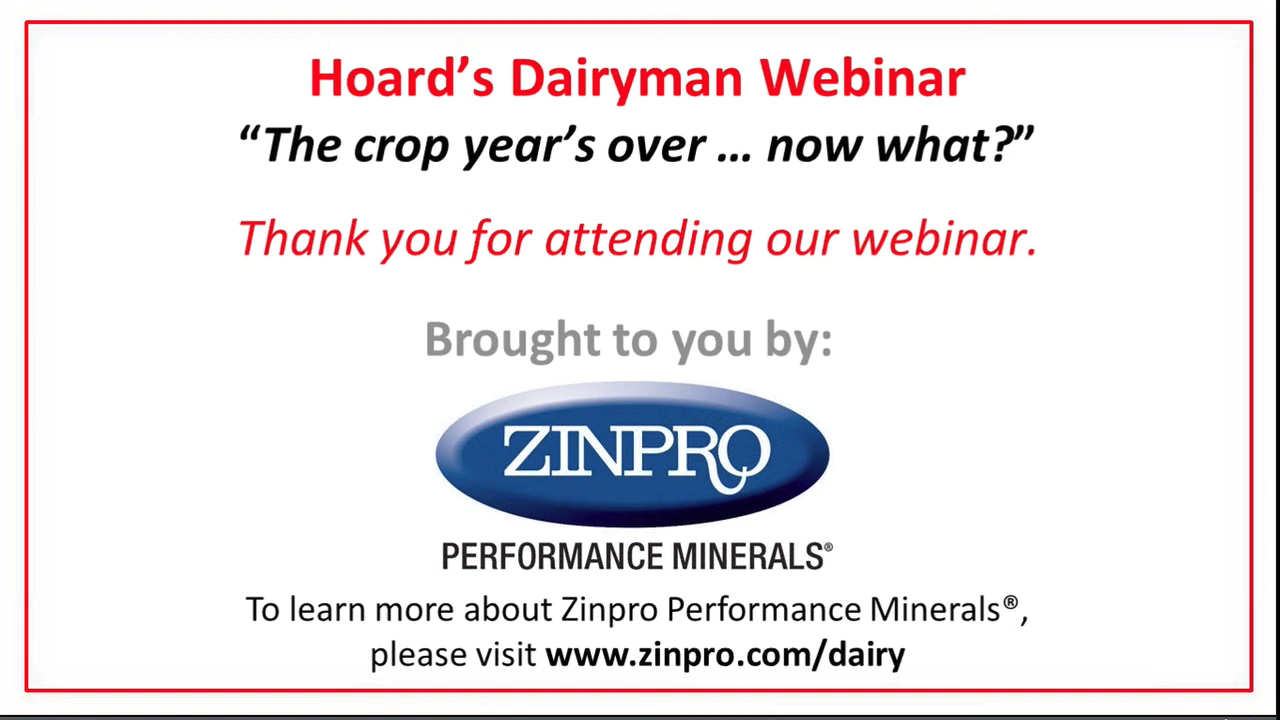 Hoard’s Dairyman Webinar
“The crop year’s over … now what?”
Thank you for attending our webinar.
Brought to you by:
ZINPRO
PERFORMANCE MINERALS®
To learn more about Zinpro Performance Minerals®,
please visit www.zinpro.com/dairy